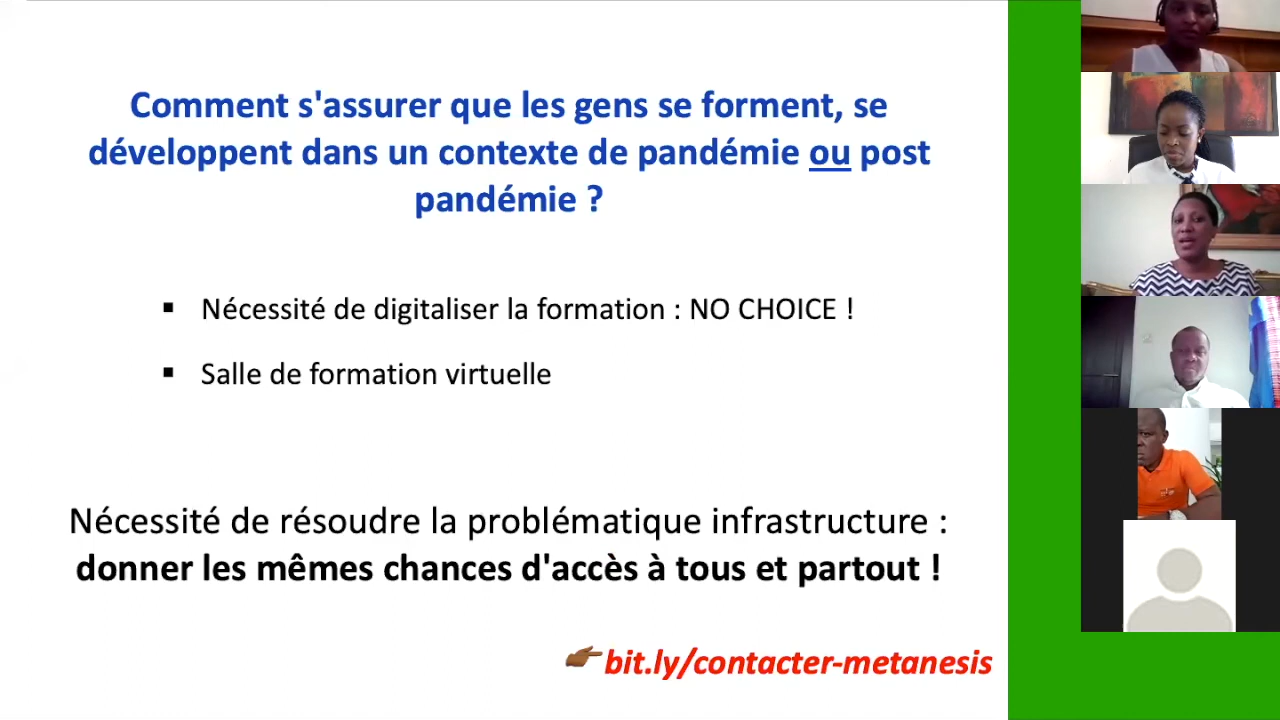 Comment s'assurer que les gens se forment, se
développent dans un contexte de pandémie ou post
pandémie ?
▪ Nécessité de digitaliser la formation : NO CHOICE !
▪ Salle de formation virtuelle
Nécessité de résoudre la problématique infrastructure :
donner les mêmes chances d'accès à tous et partout !
bit.ly/contacter-metanesis